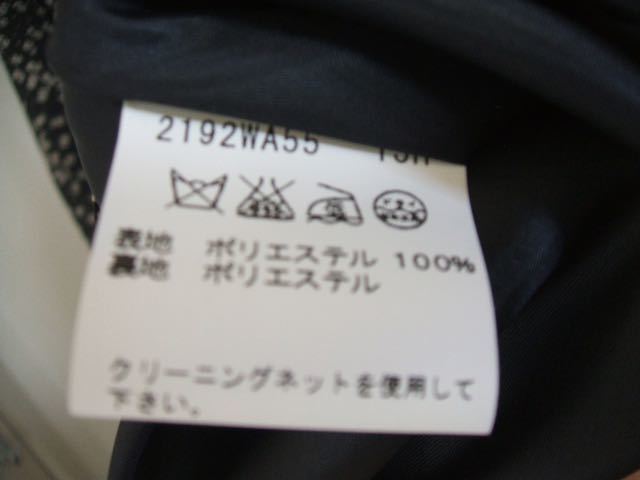 2192WA55
表地 ポリエステル 100%
裏地 ポリエステル
クリーニングネットを使用して
下さい。